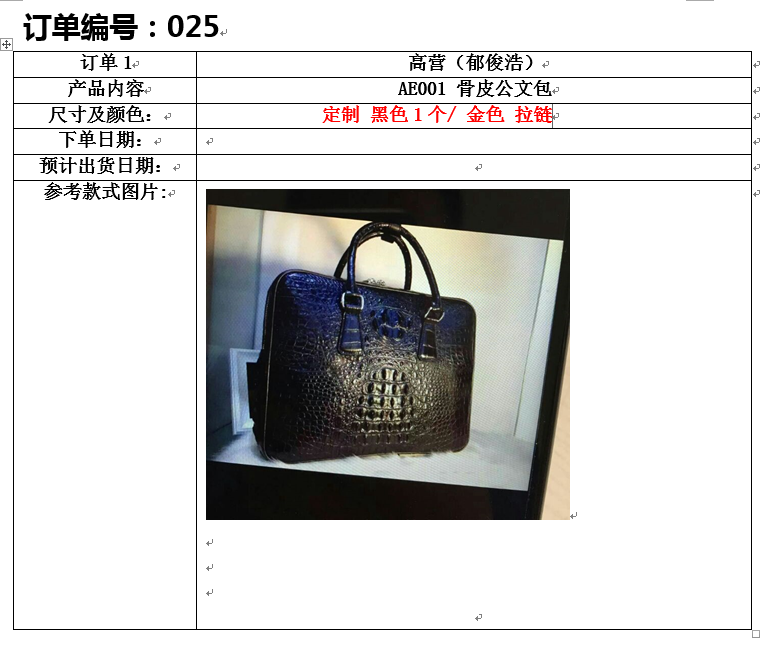 订单编号：025
订单 1
高营（郁俊浩）
产品内容
AE001 骨皮公文包
尺寸及颜色：
定制 黑色 1 个/ 金色 拉链
下单日期：
预计出货日期：
参考款式图片: